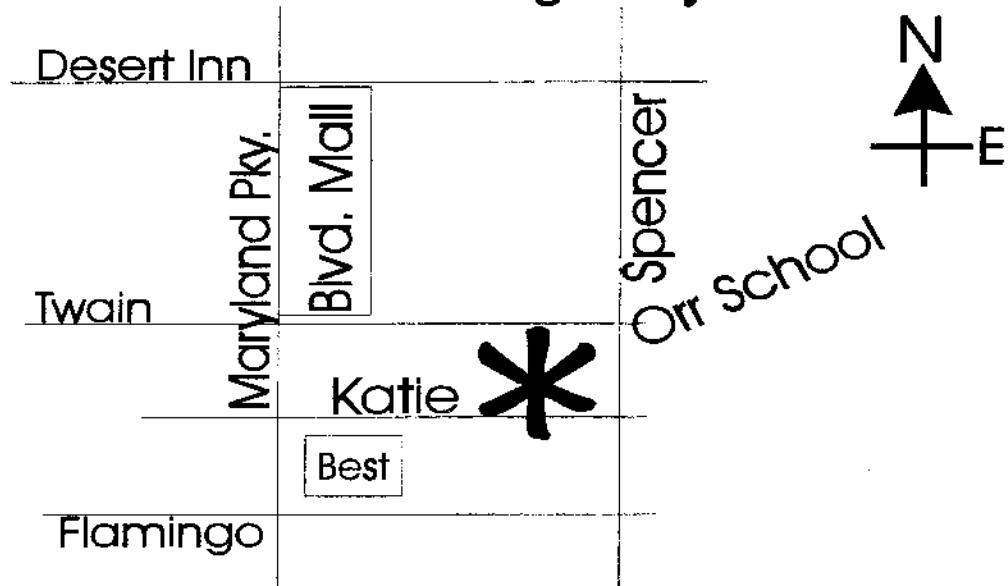 Desert Inn
N
E
Maryland Pky.
Blvd. Mall
Spencer
Orr School
Twain
Katie
Best
Flamingo